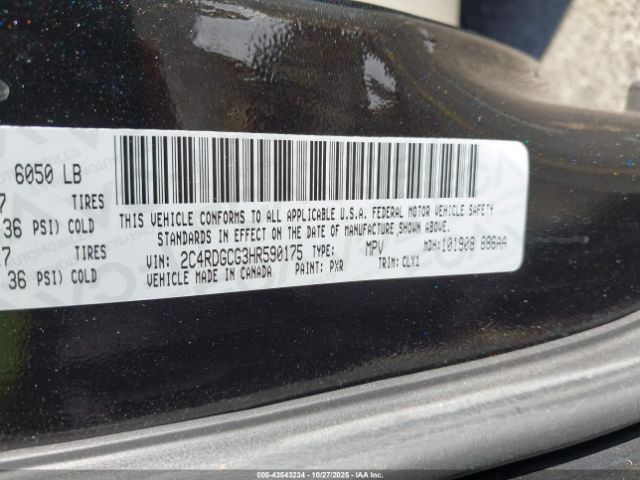 6050 LB
7 TIRES
36 PSI) COLD
7 TIRES
36 PSI) COLD
THIS VEHICLE CONFORMS TO ALL APPLICABLE U.S.A. FEDERAL MOTOR VEHICLE SAFETY
STANDARDS IN EFFECT ON THE DATE OF MANUFACTURE SHOWN ABOVE.
VIN: 2C4RDGCG3HR590175 TYPE: MPV MDH: 101908 886AA
VEHICLE MADE IN CANADA PAINT: PXR TRIM: CLX1
000-43543234 - 10/27/2025 - IAA Inc.